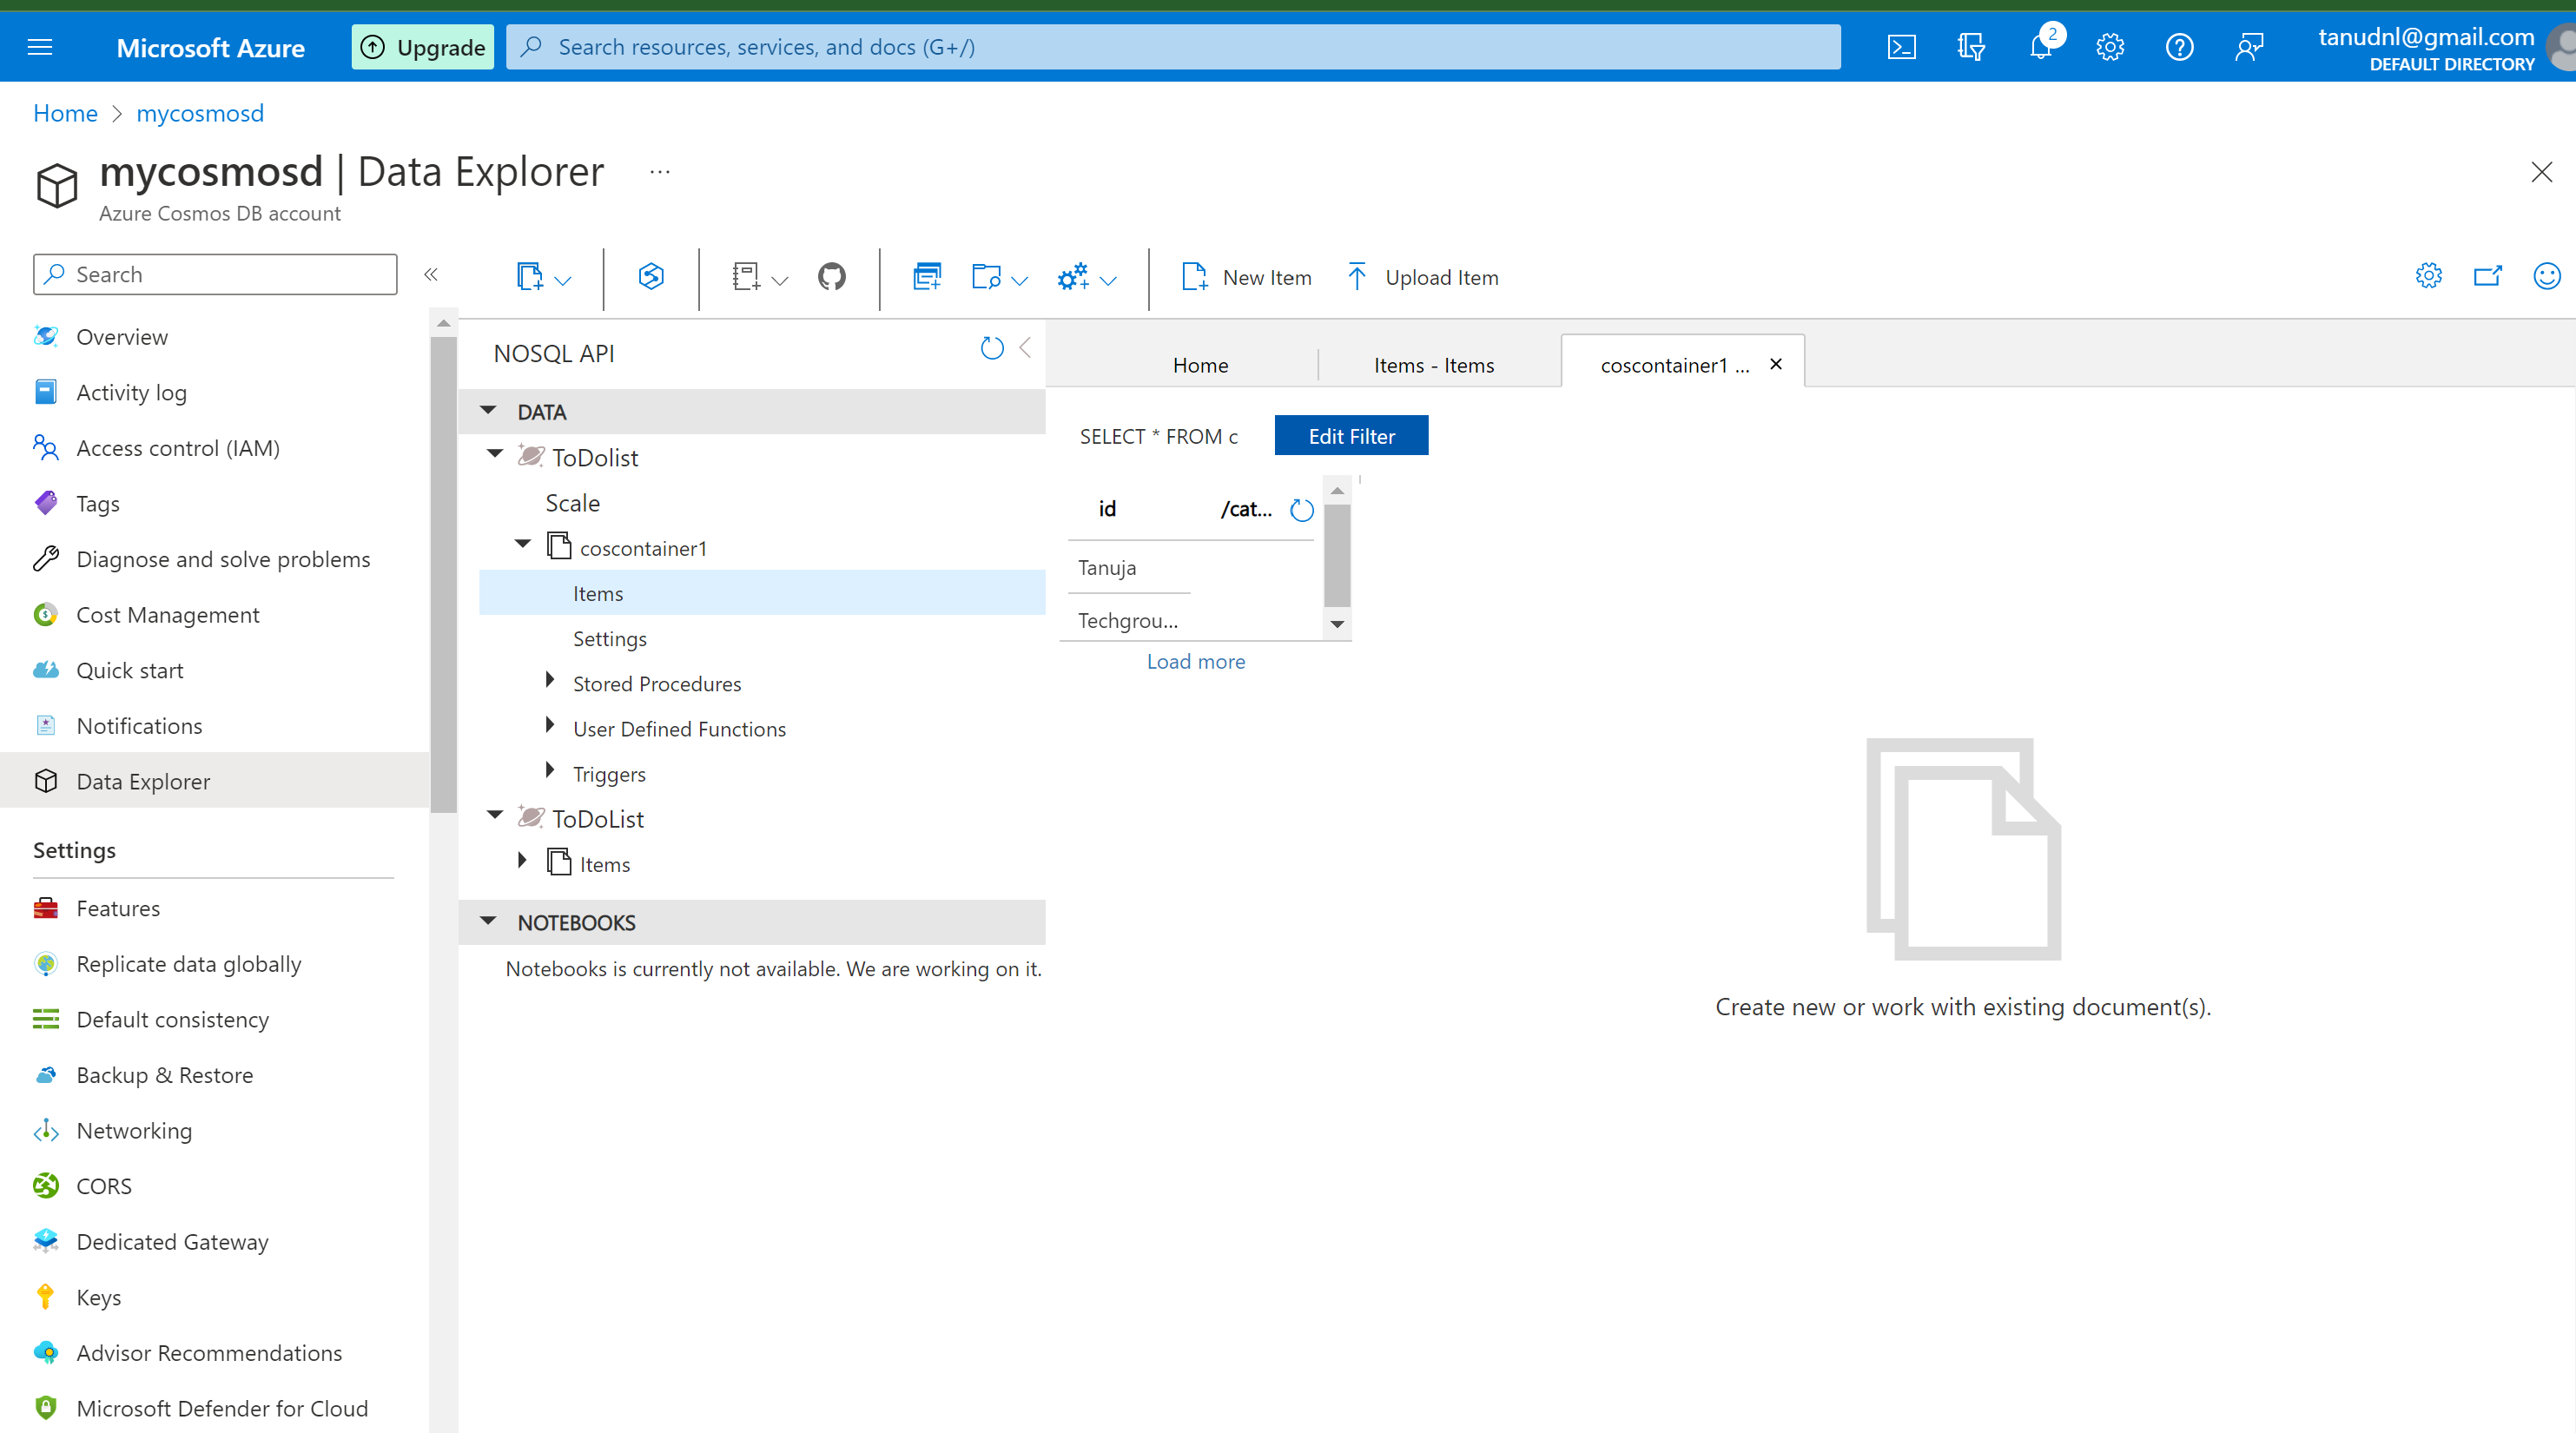 Microsoft Azure
Upgrade
Search resources, services, and docs (G+/)
2
tanudnl@gmail.com
DEFAULT DIRECTORY
Home
mycosmosd
mycosmosd | Data Explorer
...
Azure Cosmos DB account
Search
New Item
Upload Item
Overview
Activity log
Access control (IAM)
Tags
Diagnose and solve problems
Cost Management
Quick start
Notifications
Data Explorer
Settings
Features
Replicate data globally
Default consistency
Backup & Restore
Networking
CORS
Dedicated Gateway
Keys
Advisor Recommendations
Microsoft Defender for Cloud
NOSQL API
DATA
ToDolist
Scale
coscontainer1
Items
Settings
Stored Procedures
User Defined Functions
Triggers
ToDoList
Items
NOTEBOOKS
Notebooks is currently not available. We are working on it.
Home
Items - Items
coscontainer1 ...
SELECT * FROM c
Edit Filter
id
/cat...
Tanuja
Techgrou...
Load more
Create new or work with existing document(s).